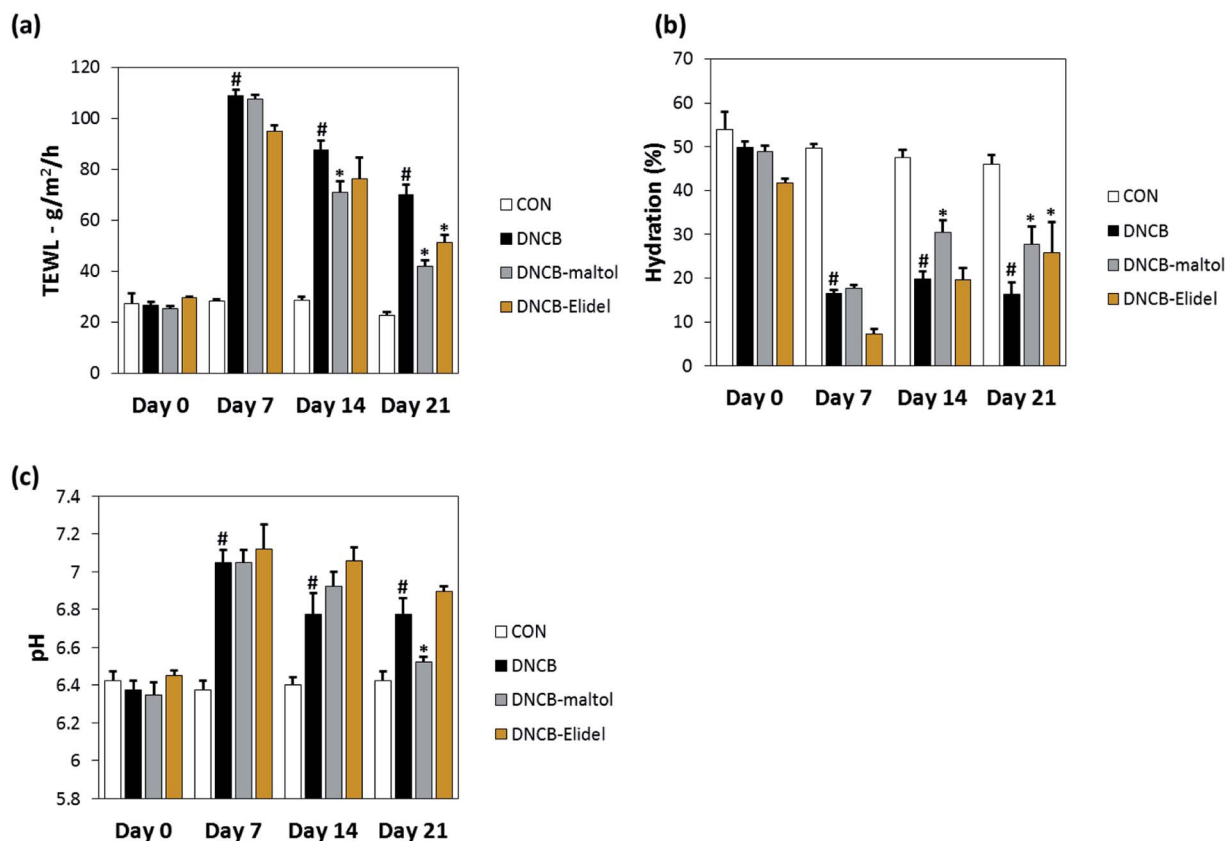 (a)
TEWL - g/m²/h
120
100
80
60
40
20
0
#
#
*
#
*
*
Day 0 Day 7 Day 14 Day 21
CON
DNCB
DNCB-maltol
DNCB-Elidel
(b)
Hydration (%)
70
60
50
40
30
20
10
0
#
#
*
#
*
*
Day 0 Day 7 Day 14 Day 21
CON
DNCB
DNCB-maltol
DNCB-Elidel
(c)
pH
7.4
7.2
7
6.8
6.6
6.4
6.2
6
5.8
#
#
#
*
Day 0 Day 7 Day 14 Day 21
CON
DNCB
DNCB-maltol
DNCB-Elidel